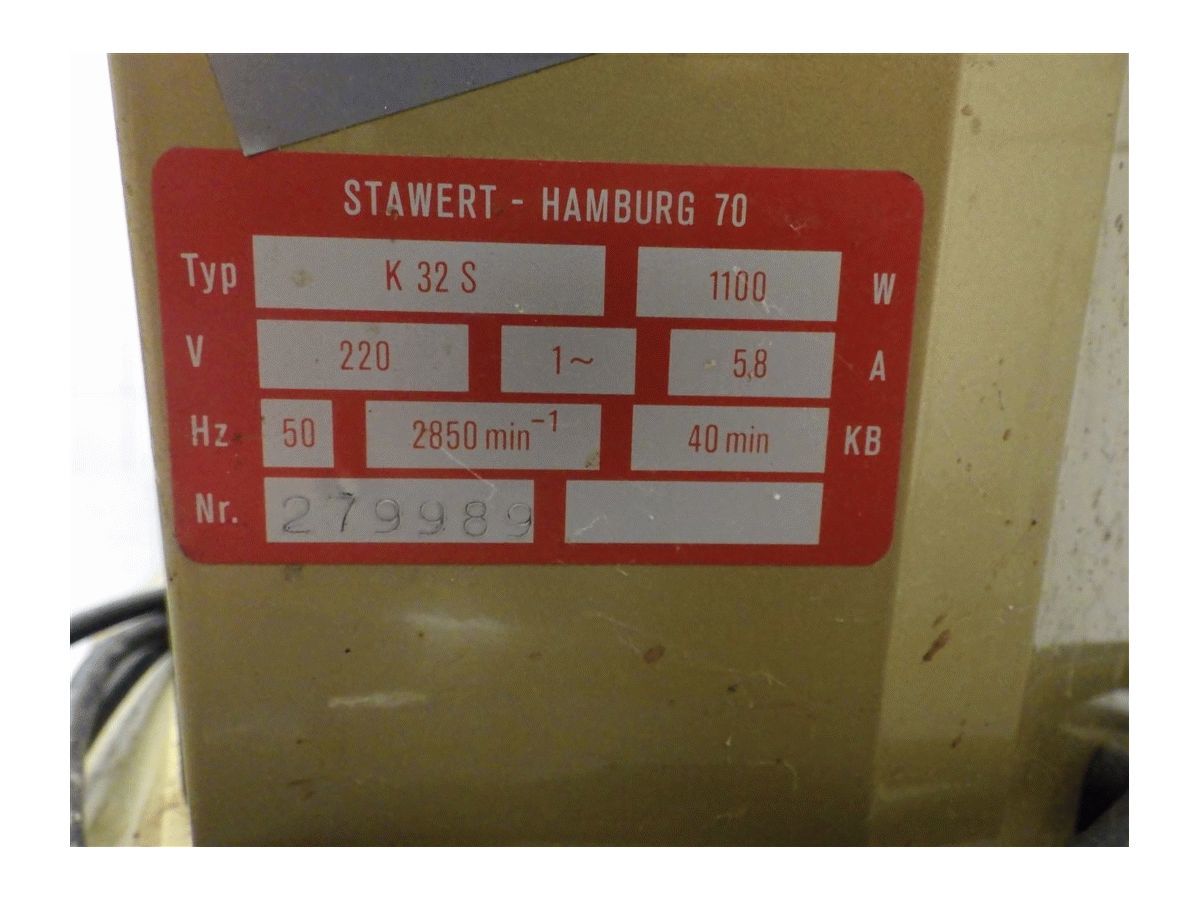 STAWERT - HAMBURG 70
Typ K 32 S 1100 W
V 220 1~ 5,8 A
Hz 50 2850 min⁻¹ 40 min KB
Nr. 279989